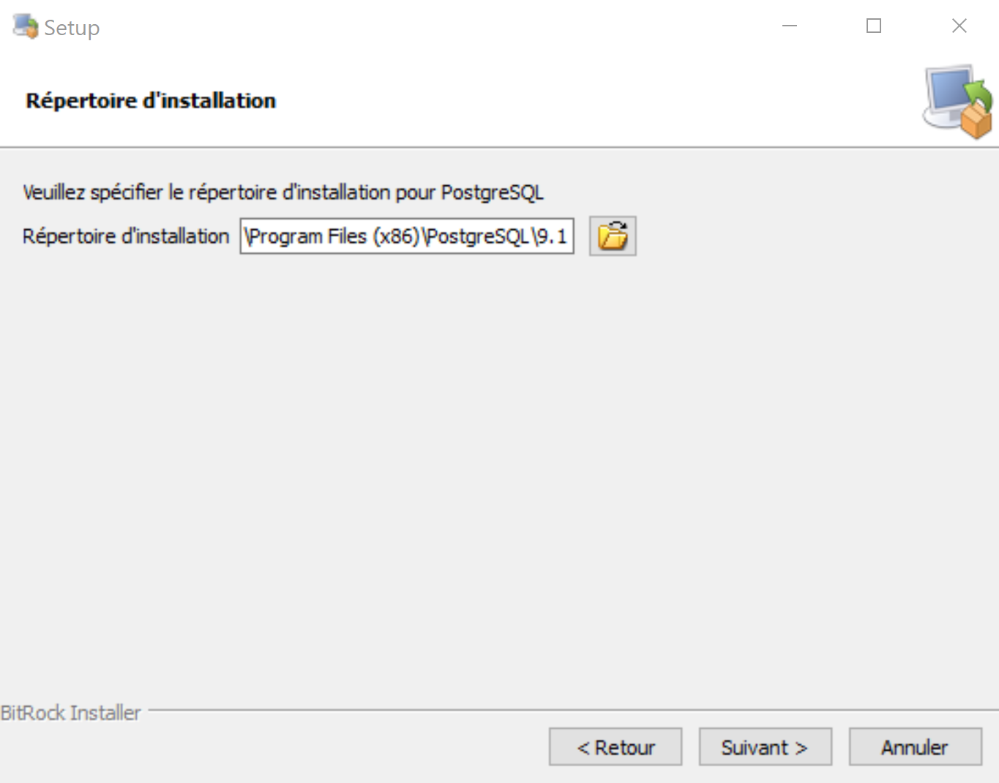 Setup
Répertoire d'installation
Veuillez spécifier le répertoire d'installation pour PostgreSQL
Répertoire d'installation \Program Files (x86)\PostgreSQL\9.1
BitRock Installer
< Retour Suivant > Annuler